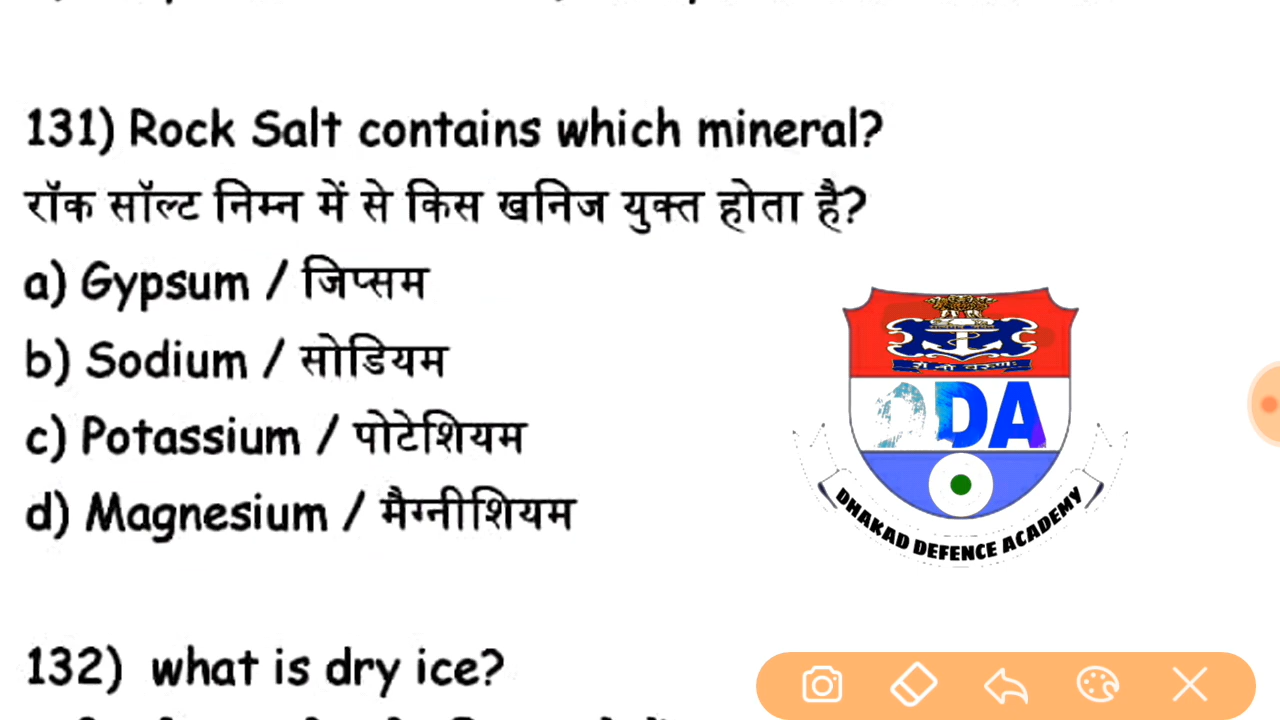 131) Rock Salt contains which mineral?
रॉक सॉल्ट निम्न में से किस खनिज युक्त होता है?
a) Gypsum / जिप्सम
b) Sodium / सोडियम
c) Potassium / पोटेशियम
d) Magnesium / मैग्नीशियम
DDA
DHAKAD DEFENCE ACADEMY
132) what is dry ice?